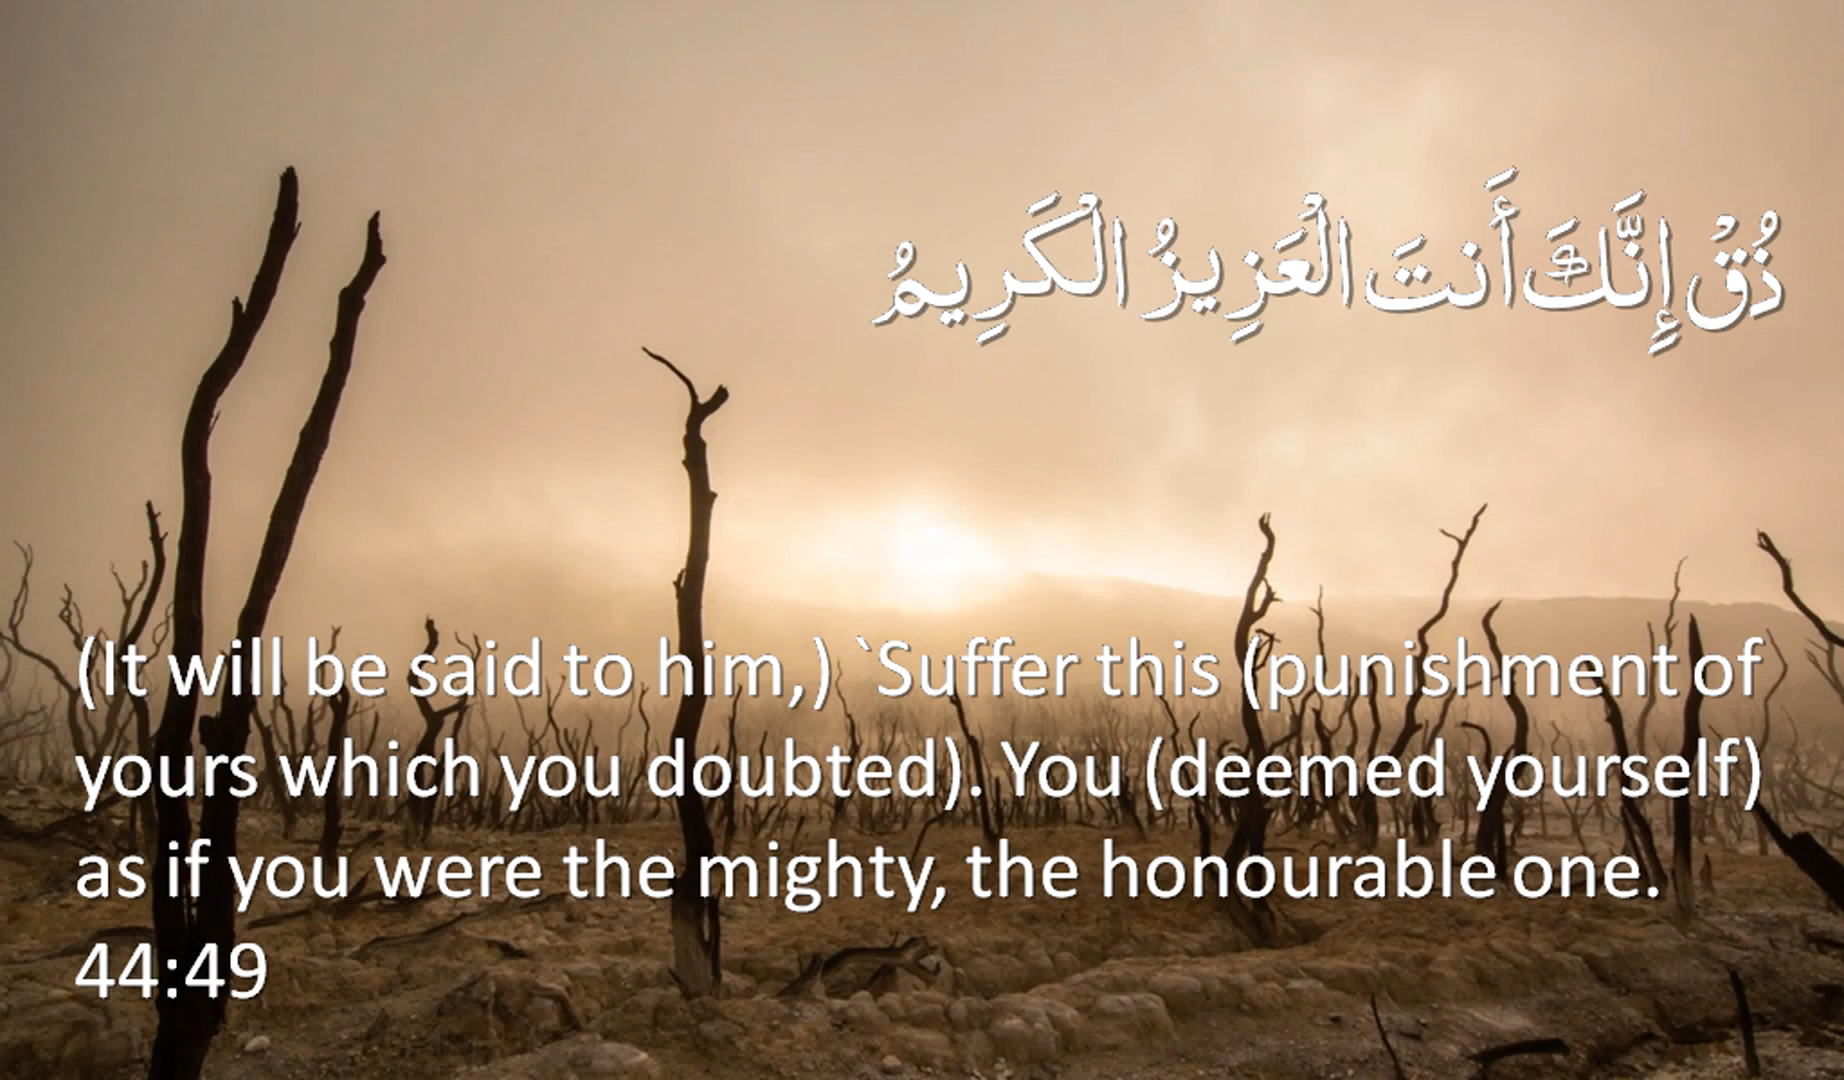 ذُقْ إِنَّكَ أَنتَ الْعَزِيزُ الْكَرِيمُ
(It will be said to him,) `Suffer this (punishment of
yours which you doubted). You (deemed yourself)
as if you were the mighty, the honourable one.
44:49